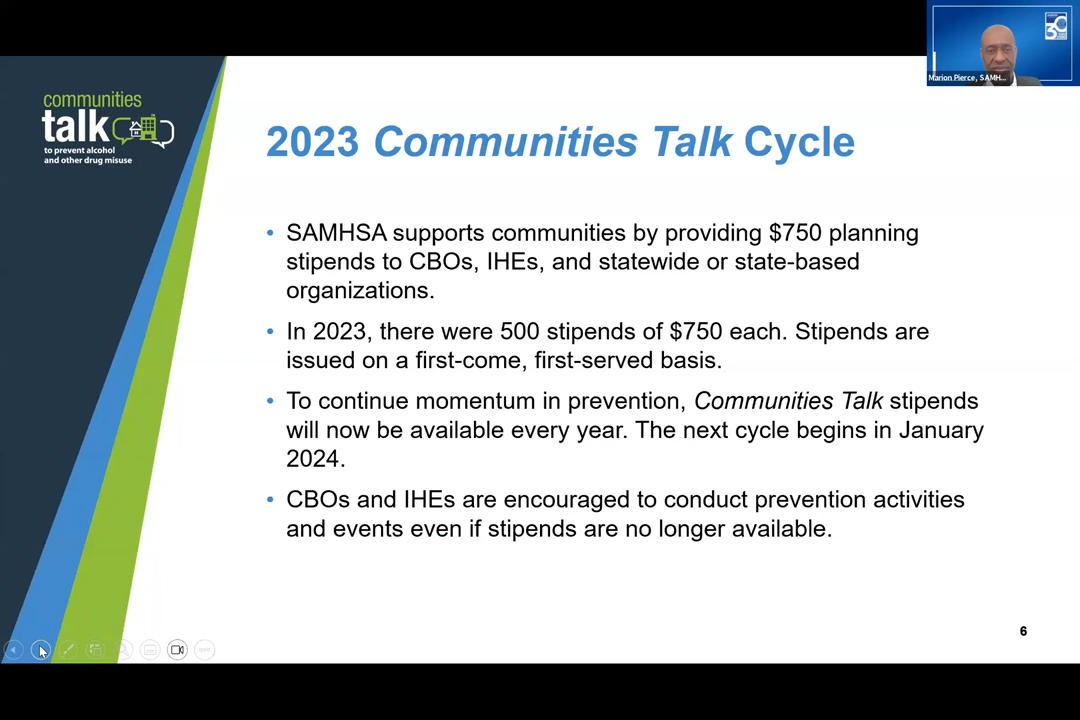 Marion Pierce, SAMH...
30
communities
talk
to prevent alcohol
and other drug misuse
2023 Communities Talk Cycle
• SAMHSA supports communities by providing $750 planning
stipends to CBOs, IHEs, and statewide or state-based
organizations.
• In 2023, there were 500 stipends of $750 each. Stipends are
issued on a first-come, first-served basis.
• To continue momentum in prevention, Communities Talk stipends
will now be available every year. The next cycle begins in January
2024.
• CBOs and IHEs are encouraged to conduct prevention activities
and events even if stipends are no longer available.
6